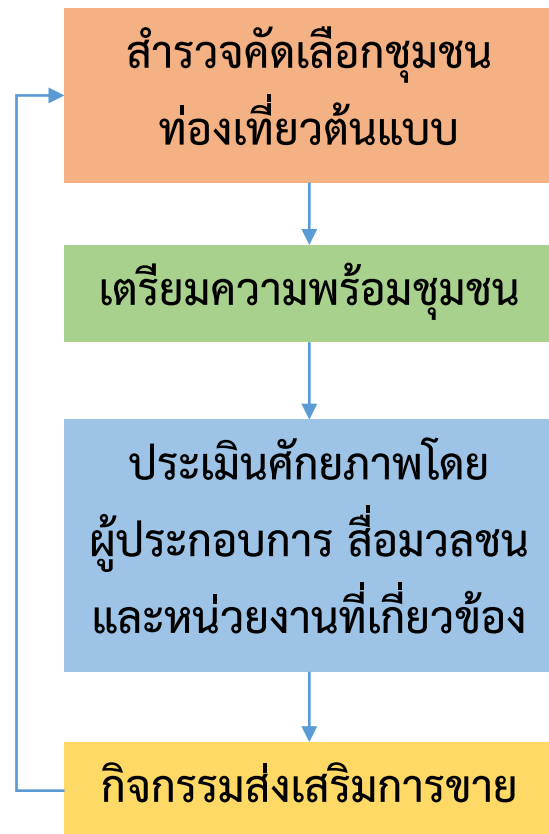 สำรวจคัดเลือกชุมชน
ท่องเที่ยวต้นแบบ
เตรียมความพร้อมชุมชน
ประเมินศักยภาพโดย
ผู้ประกอบการ สื่อมวลชน
และหน่วยงานที่เกี่ยวข้อง
กิจกรรมส่งเสริมการขาย